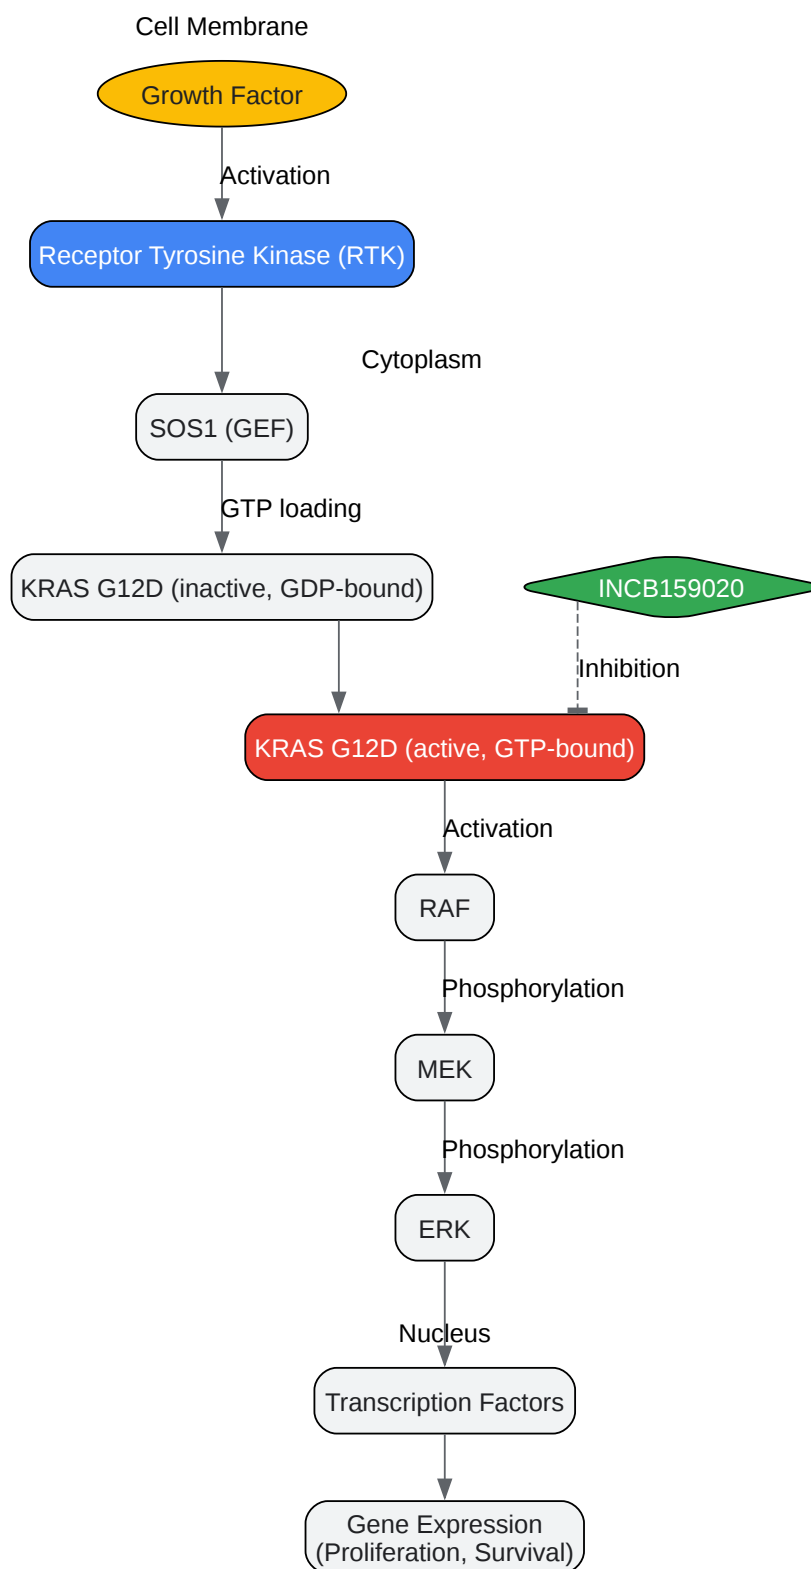 Cell Membrane
Growth Factor
Activation
Receptor Tyrosine Kinase (RTK)
Cytoplasm
SOS1 (GEF)
GTP loading
KRAS G12D (inactive, GDP-bound)
INCB159020
Inhibition
KRAS G12D (active, GTP-bound)
Activation
RAF
Phosphorylation
MEK
Phosphorylation
ERK
Nucleus
Transcription Factors
Gene Expression
(Proliferation, Survival)